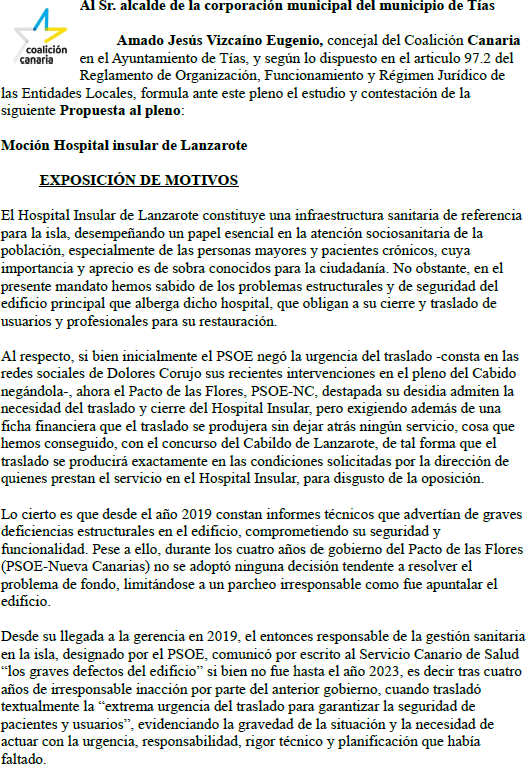 Al Sr. alcalde de la corporación municipal del municipio de Tías
coalición
canaria
Amado Jesús Vizcaíno Eugenio, concejal del Coalición Canaria
en el Ayuntamiento de Tías, y según lo dispuesto en el articulo 97.2 del
Reglamento de Organización, Funcionamiento y Régimen Jurídico de
las Entidades Locales, formula ante este pleno el estudio y contestación de la
siguiente Propuesta al pleno:
Moción Hospital insular de Lanzarote
EXPOSICIÓN DE MOTIVOS
El Hospital Insular de Lanzarote constituye una infraestructura sanitaria de referencia
para la isla, desempeñando un papel esencial en la atención sociosanitaria de la
población, especialmente de las personas mayores y pacientes crónicos, cuya
importancia y aprecio es de sobra conocidos para la ciudadanía. No obstante, en el
presente mandato hemos sabido de los problemas estructurales y de seguridad del
edificio principal que alberga dicho hospital, que obligan a su cierre y traslado de
usuarios y profesionales para su restauración.
Al respecto, si bien inicialmente el PSOE negó la urgencia del traslado -consta en las
redes sociales de Dolores Corujo sus recientes intervenciones en el pleno del Cabido
negándola-, ahora el Pacto de las Flores, PSOE-NC, destapada su desidia admiten la
necesidad del traslado y cierre del Hospital Insular, pero exigiendo además de una
ficha financiera que el traslado se produjera sin dejar atrás ningún servicio, cosa que
hemos conseguido, con el concurso del Cabildo de Lanzarote, de tal forma que el
traslado se producirá exactamente en las condiciones solicitadas por la dirección de
quienes prestan el servicio en el Hospital Insular, para disgusto de la oposición.
Lo cierto es que desde el año 2019 constan informes técnicos que advertían de graves
deficiencias estructurales en el edificio, comprometiendo su seguridad y
funcionalidad. Pese a ello, durante los cuatro años de gobierno del Pacto de las Flores
(PSOE-Nueva Canarias) no se adoptó ninguna decisión tendente a resolver el
problema de fondo, limitándose a un parcheo irresponsable como fue apuntalar el
edificio.
Desde su llegada a la gerencia en 2019, el entonces responsable de la gestión sanitaria
en la isla, designado por el PSOE, comunicó por escrito al Servicio Canario de Salud
“los graves defectos del edificio” si bien no fue hasta el año 2023, es decir tras cuatro
años de irresponsable inacción por parte del anterior gobierno, cuando trasladó
textualmente la “extrema urgencia del traslado para garantizar la seguridad de
pacientes y usuarios”, evidenciando la gravedad de la situación y la necesidad de
actuar con la urgencia, responsabilidad, rigor técnico y planificación que había
faltado.